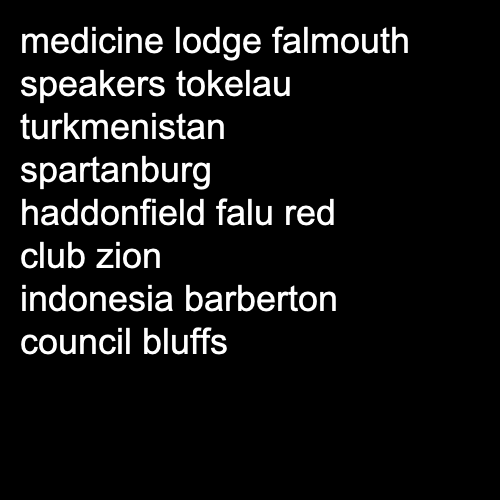 medicine lodge falmouth
speakers tokelau
turkmenistan
spartanburg
haddonfield falu red
club zion
indonesia barberton
council bluffs